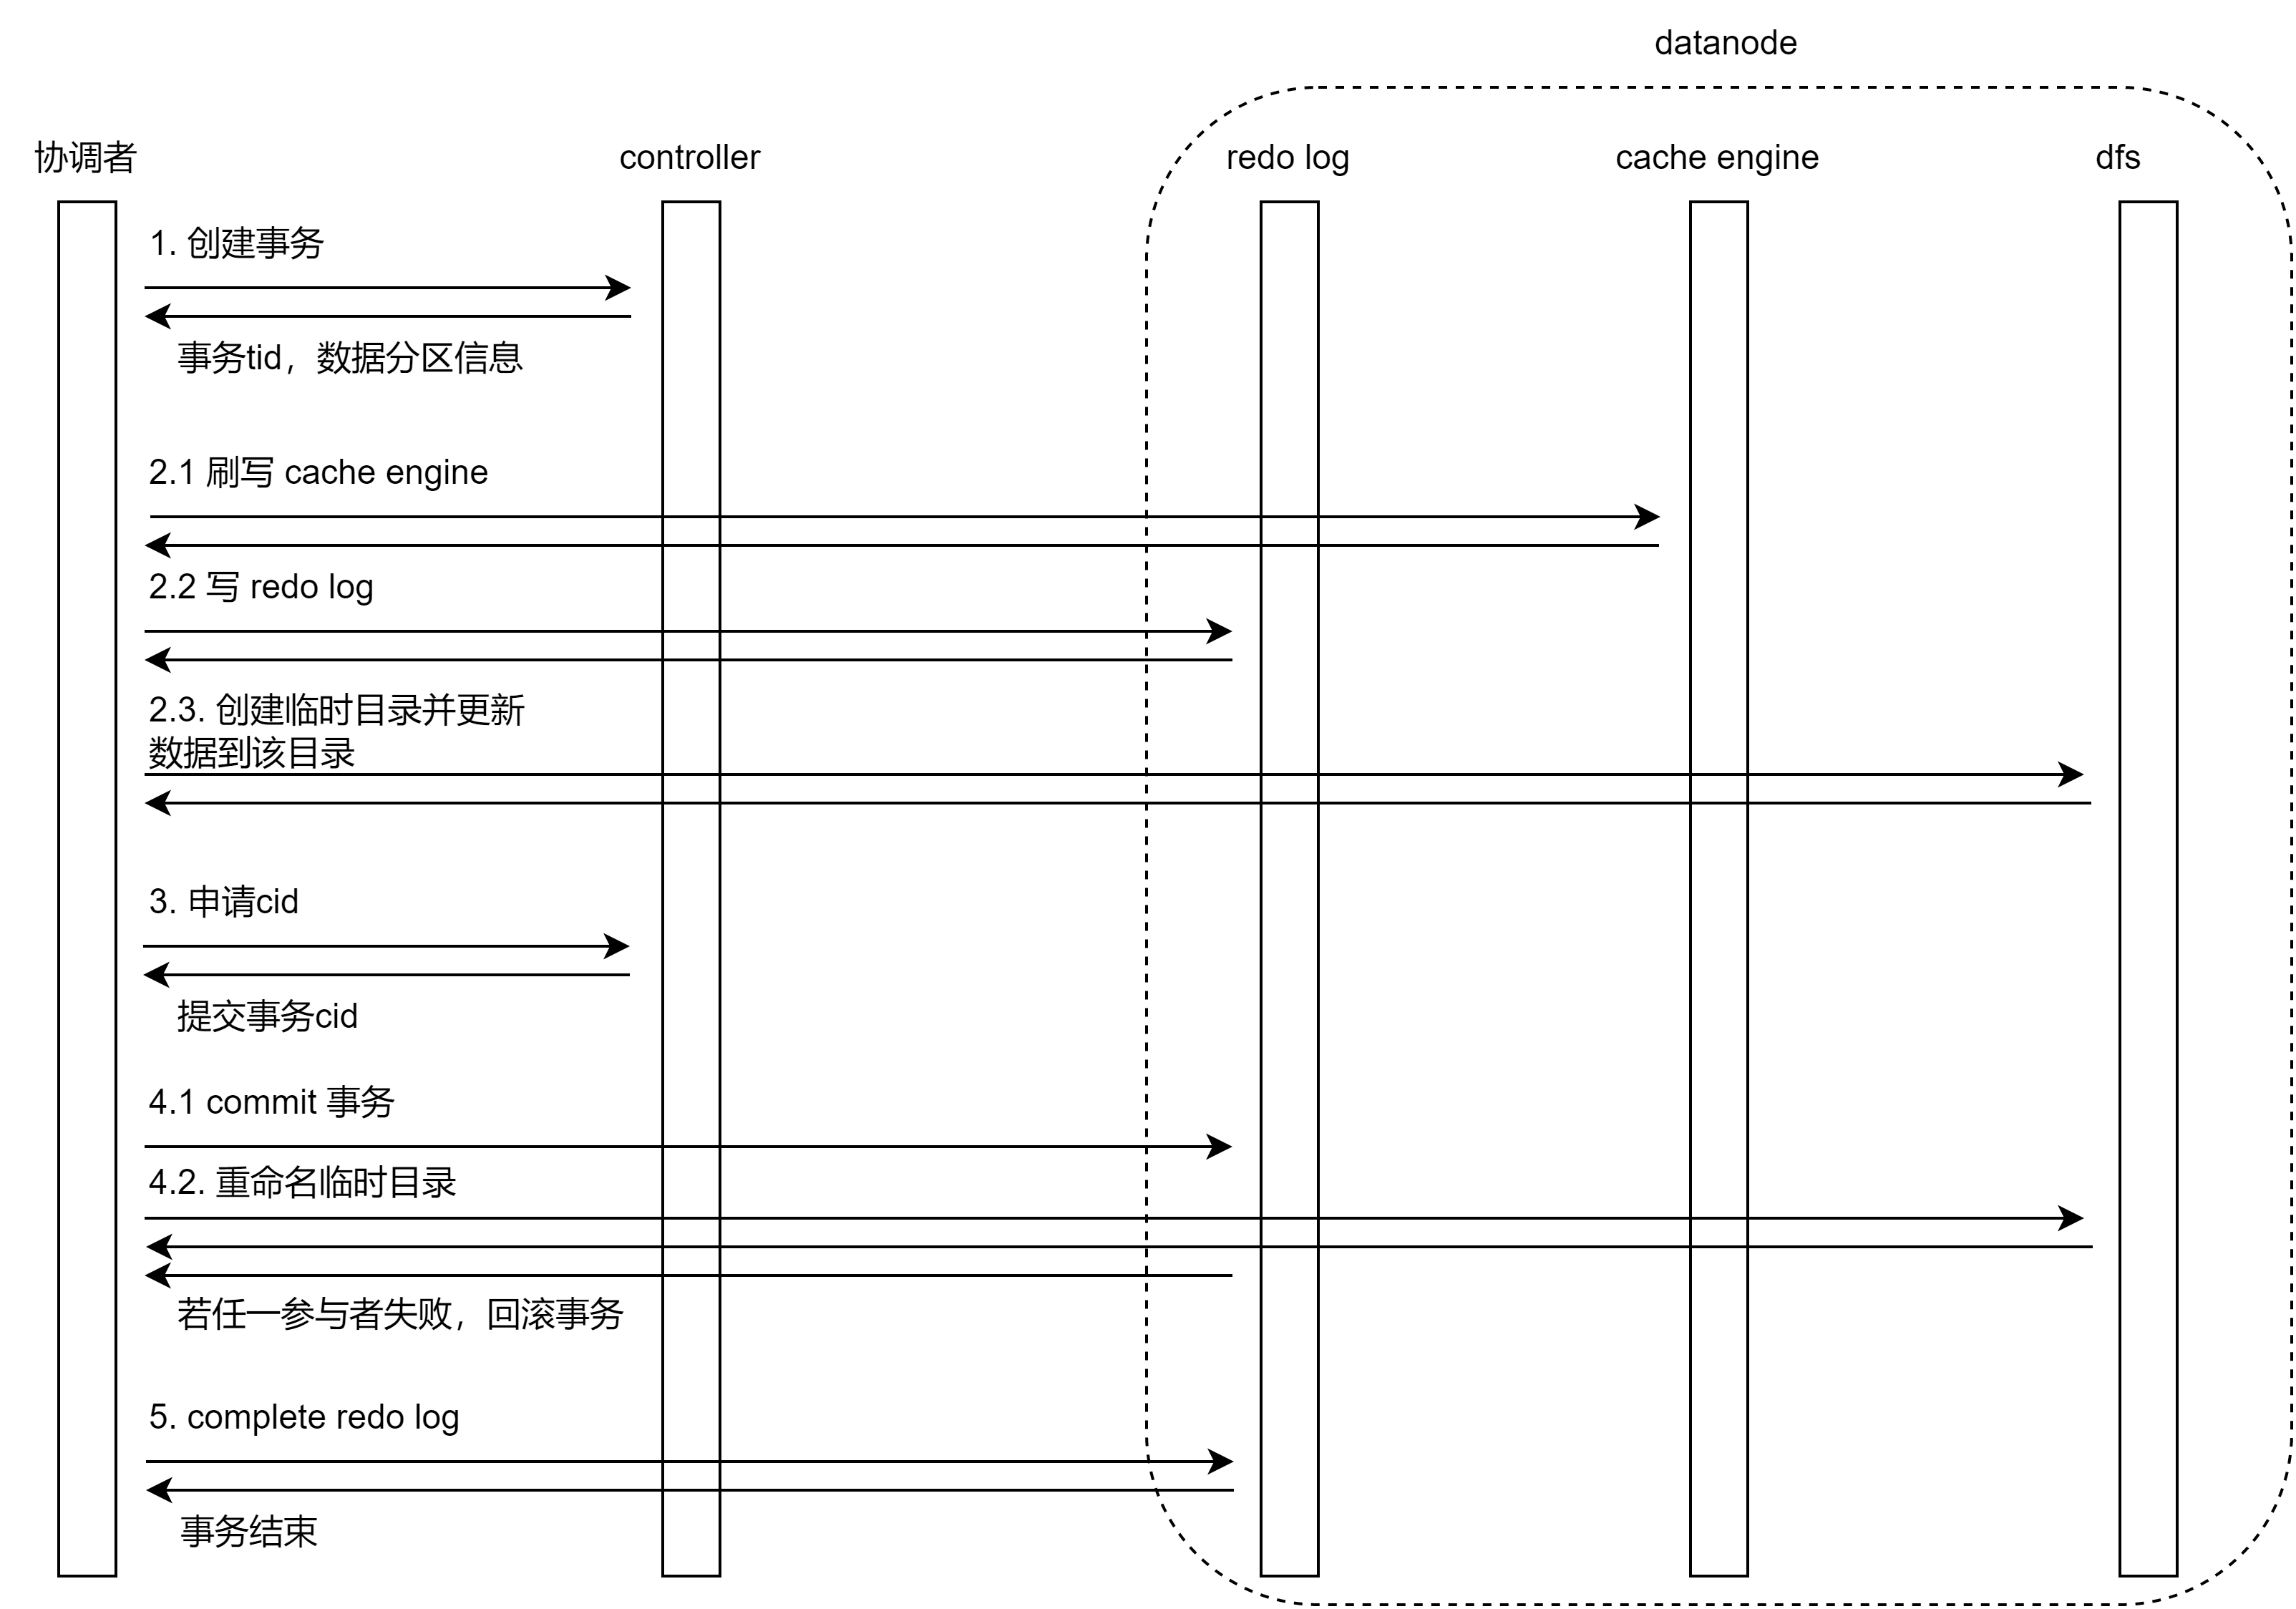 datanode
协调者
controller
redo log
cache engine
dfs
1. 创建事务
事务tid，数据分区信息
2.1 刷写 cache engine
2.2 写 redo log
2.3. 创建临时目录并更新
数据到该目录
3. 申请cid
提交事务cid
4.1 commit 事务
4.2. 重命名临时目录
若任一参与者失败，回滚事务
5. complete redo log
事务结束